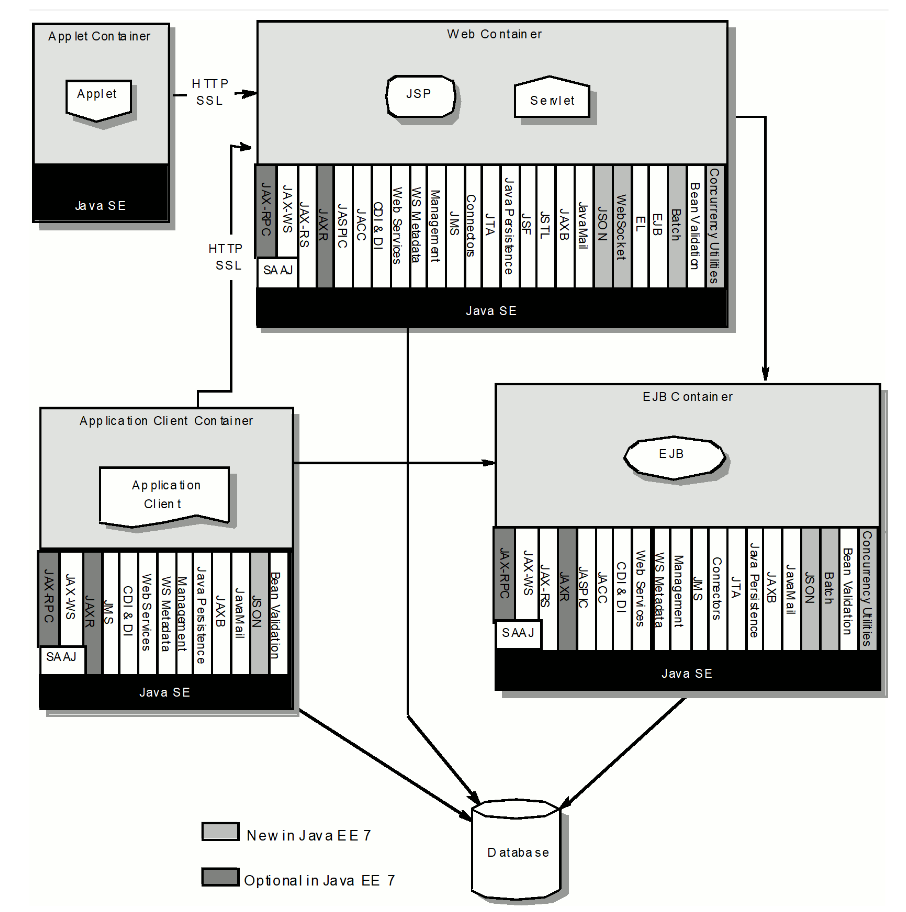 Applet Container
Applet
Java SE
HTTP
SSL
Web Container
JSP
Servlet
JAX-RPC
JAX-WS
JAX-RS
JAXR
JASPIC
JACC
CDI & DI
Web Services
WS Metadata
Management
JMS
Connectors
JTA
Java Persistence
JSF
JSTL
JAXB
JavaMail
JSON
WebSocket
EL
EJB
Batch
Bean Validation
Concurrency Utilities
SAAJ
Java SE
HTTP
SSL
Application Client Container
Application
Client
JAX-RPC
JAX-WS
JAXR
JMS
CDI & DI
Web Services
WS Metadata
Management
Java Persistence
JAXB
JavaMail
JSON
Bean Validation
SAAJ
Java SE
EJB Container
EJB
JAX-RPC
JAX-WS
JAX-RS
JAXR
JASPIC
JACC
CDI & DI
Web Services
WS Metadata
Management
JMS
Connectors
JTA
Java Persistence
JAXB
JavaMail
JSON
Batch
Bean Validation
Concurrency Utilities
SAAJ
Java SE
Database
New in Java EE 7
Optional in Java EE 7